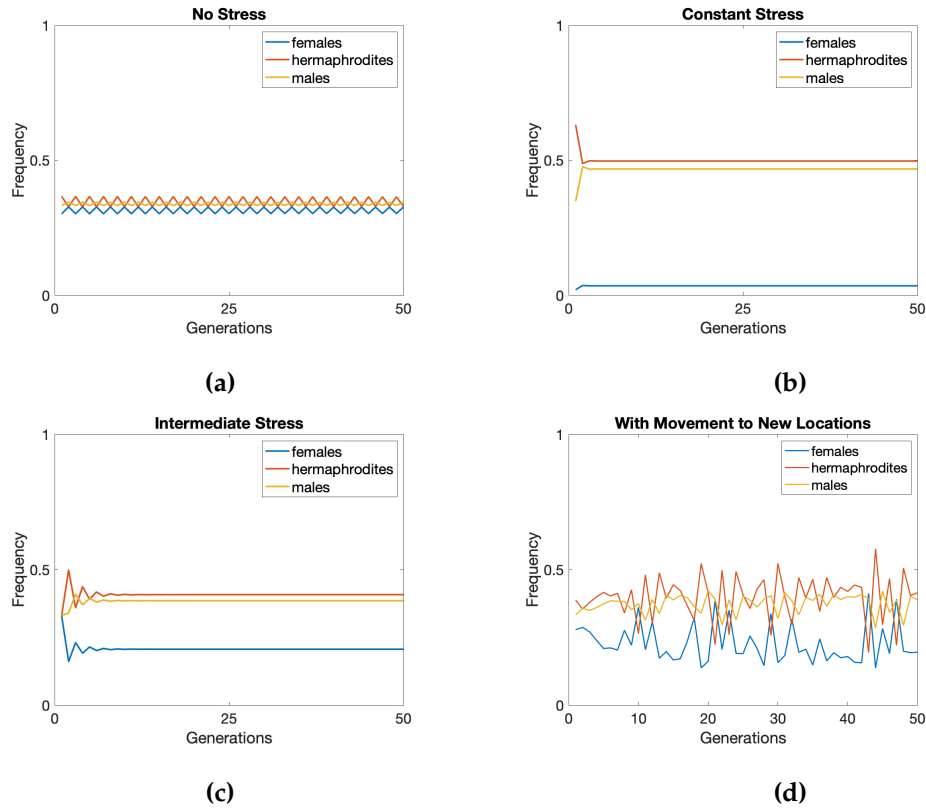 No Stress
1
females
hermaphrodites
males
Frequency
0.5
0
0
25
50
Generations
(a)
Constant Stress
1
females
hermaphrodites
males
Frequency
0.5
0
0
25
50
Generations
(b)
Intermediate Stress
1
females
hermaphrodites
males
Frequency
0.5
0
0
25
50
Generations
(c)
With Movement to New Locations
1
females
hermaphrodites
males
Frequency
0.5
0
0
10
20
30
40
50
Generations
(d)